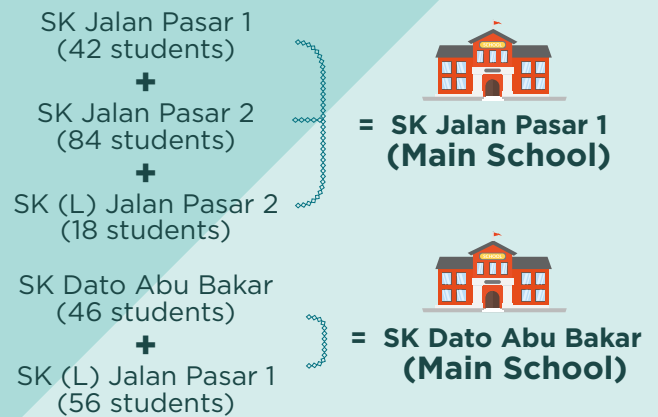 SK Jalan Pasar 1
(42 students)
+
SK Jalan Pasar 2
(84 students)
+
SK (L) Jalan Pasar 2
(18 students)
SCHOOL
= SK Jalan Pasar 1
(Main School)
SK Dato Abu Bakar
(46 students)
+
SK (L) Jalan Pasar 1
(56 students)
SCHOOL
= SK Dato Abu Bakar
(Main School)